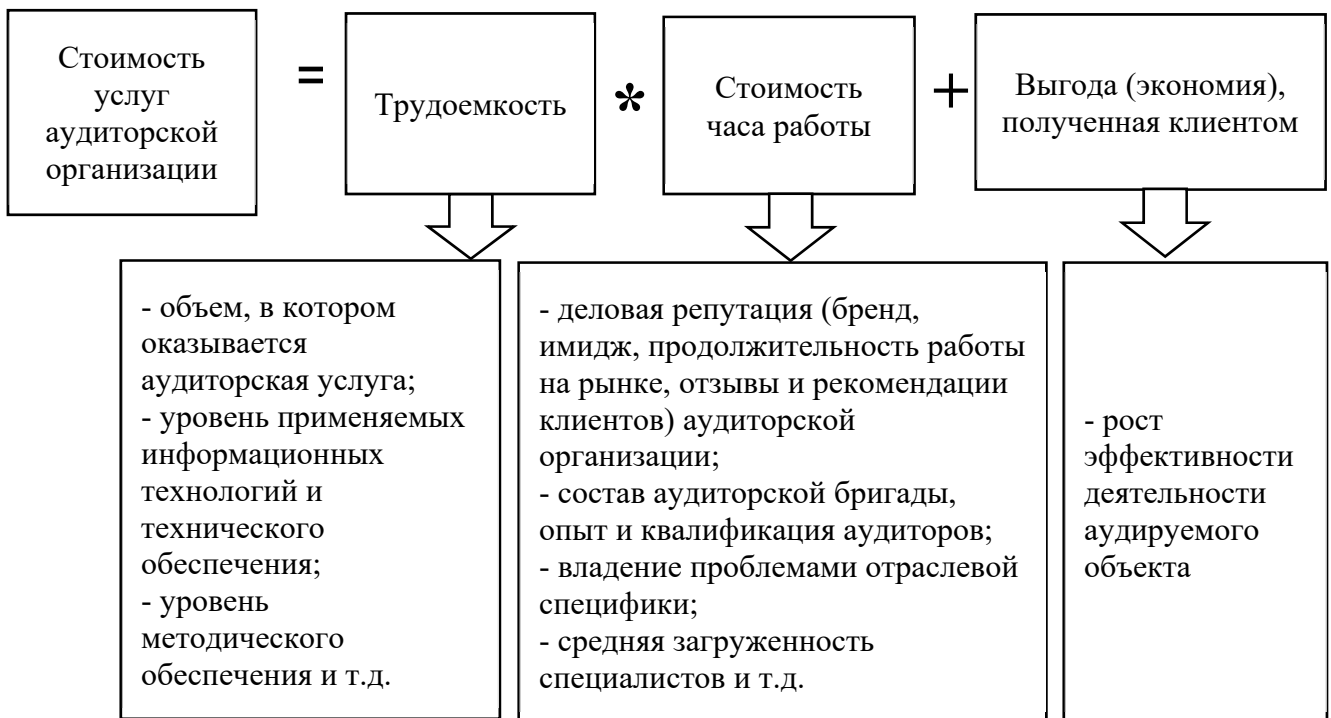 Стоимость
услуг
аудиторской
организации
=
Трудоемкость
*
Стоимость
часа работы
+
Выгода (экономия),
полученная клиентом
- объем, в котором
оказывается
аудиторская услуга;
- уровень применяемых
информационных
технологий и
технического
обеспечения;
- уровень
методического
обеспечения и т.д.
- деловая репутация (бренд,
имидж, продолжительность работы
на рынке, отзывы и рекомендации
клиентов) аудиторской
организации;
- состав аудиторской бригады,
опыт и квалификация аудиторов;
- владение проблемами отраслевой
специфики;
- средняя загруженность
специалистов и т.д.
- рост
эффективности
деятельности
аудируемого
объекта